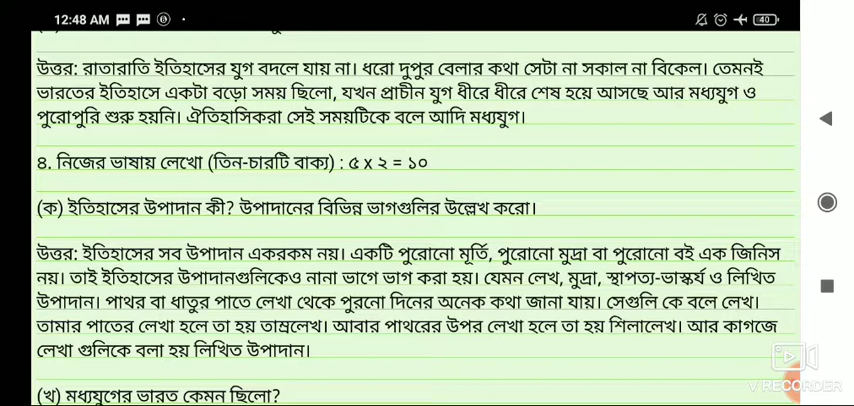 12:48 AM
40
উত্তর: রাতারাতি ইতিহাসের যুগ বদলে যায় না। ধরো দুপুর বেলার কথা সেটা না সকাল না বিকেল। তেমনই
ভারতের ইতিহাসে একটা বড়ো সময় ছিলো, যখন প্রাচীন যুগ ধীরে ধীরে শেষ হয়ে আসছে আর মধ্যযুগ ও
পুরোপুরি শুরু হয়নি। ঐতিহাসিকরা সেই সময়টিকে বলে আদি মধ্যযুগ।
৪. নিজের ভাষায় লেখো (তিন-চারটি বাক্য) : ৫ x ২ = ১০
(ক) ইতিহাসের উপাদান কী? উপাদানের বিভিন্ন ভাগগুলির উল্লেখ করো।
উত্তর: ইতিহাসের সব উপাদান একরকম নয়। একটি পুরোনো মূর্তি, পুরোনো মুদ্রা বা পুরোনো বই এক জিনিস
নয়। তাই ইতিহাসের উপাদানগুলিকেও নানা ভাগে ভাগ করা হয়। যেমন লেখ, মুদ্রা, স্থাপত্য-ভাস্কর্য ও লিখিত
উপাদান। পাথর বা ধাতুর পাতে লেখা থেকে পুরনো দিনের অনেক কথা জানা যায়। সেগুলি কে বলে লেখ।
তামার পাতের লেখা হলে তা হয় তাম্রলেখ। আবার পাথরের উপর লেখা হলে তা হয় শিলালেখ। আর কাগজে
লেখা গুলিকে বলা হয় লিখিত উপাদান।
(খ) মধ্যযুগের ভারত কেমন ছিলো?
V RECORDER